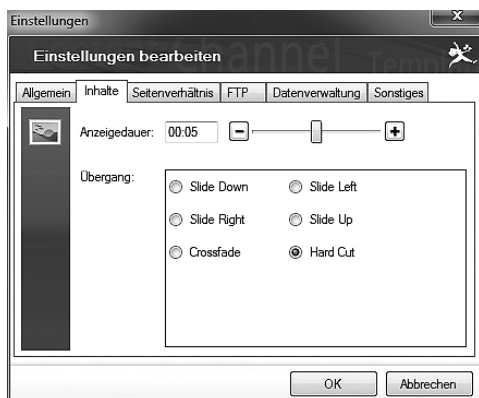 Einstellungen
x
Einstellungen bearbeiten
Allgemein Inhalte Seitenverhältnis FTP Datenverwaltung Sonstiges
Anzeigedauer: 00:05 - +
Übergang:
Slide Down Slide Left
Slide Right Slide Up
Crossfade Hard Cut
OK Abbrechen